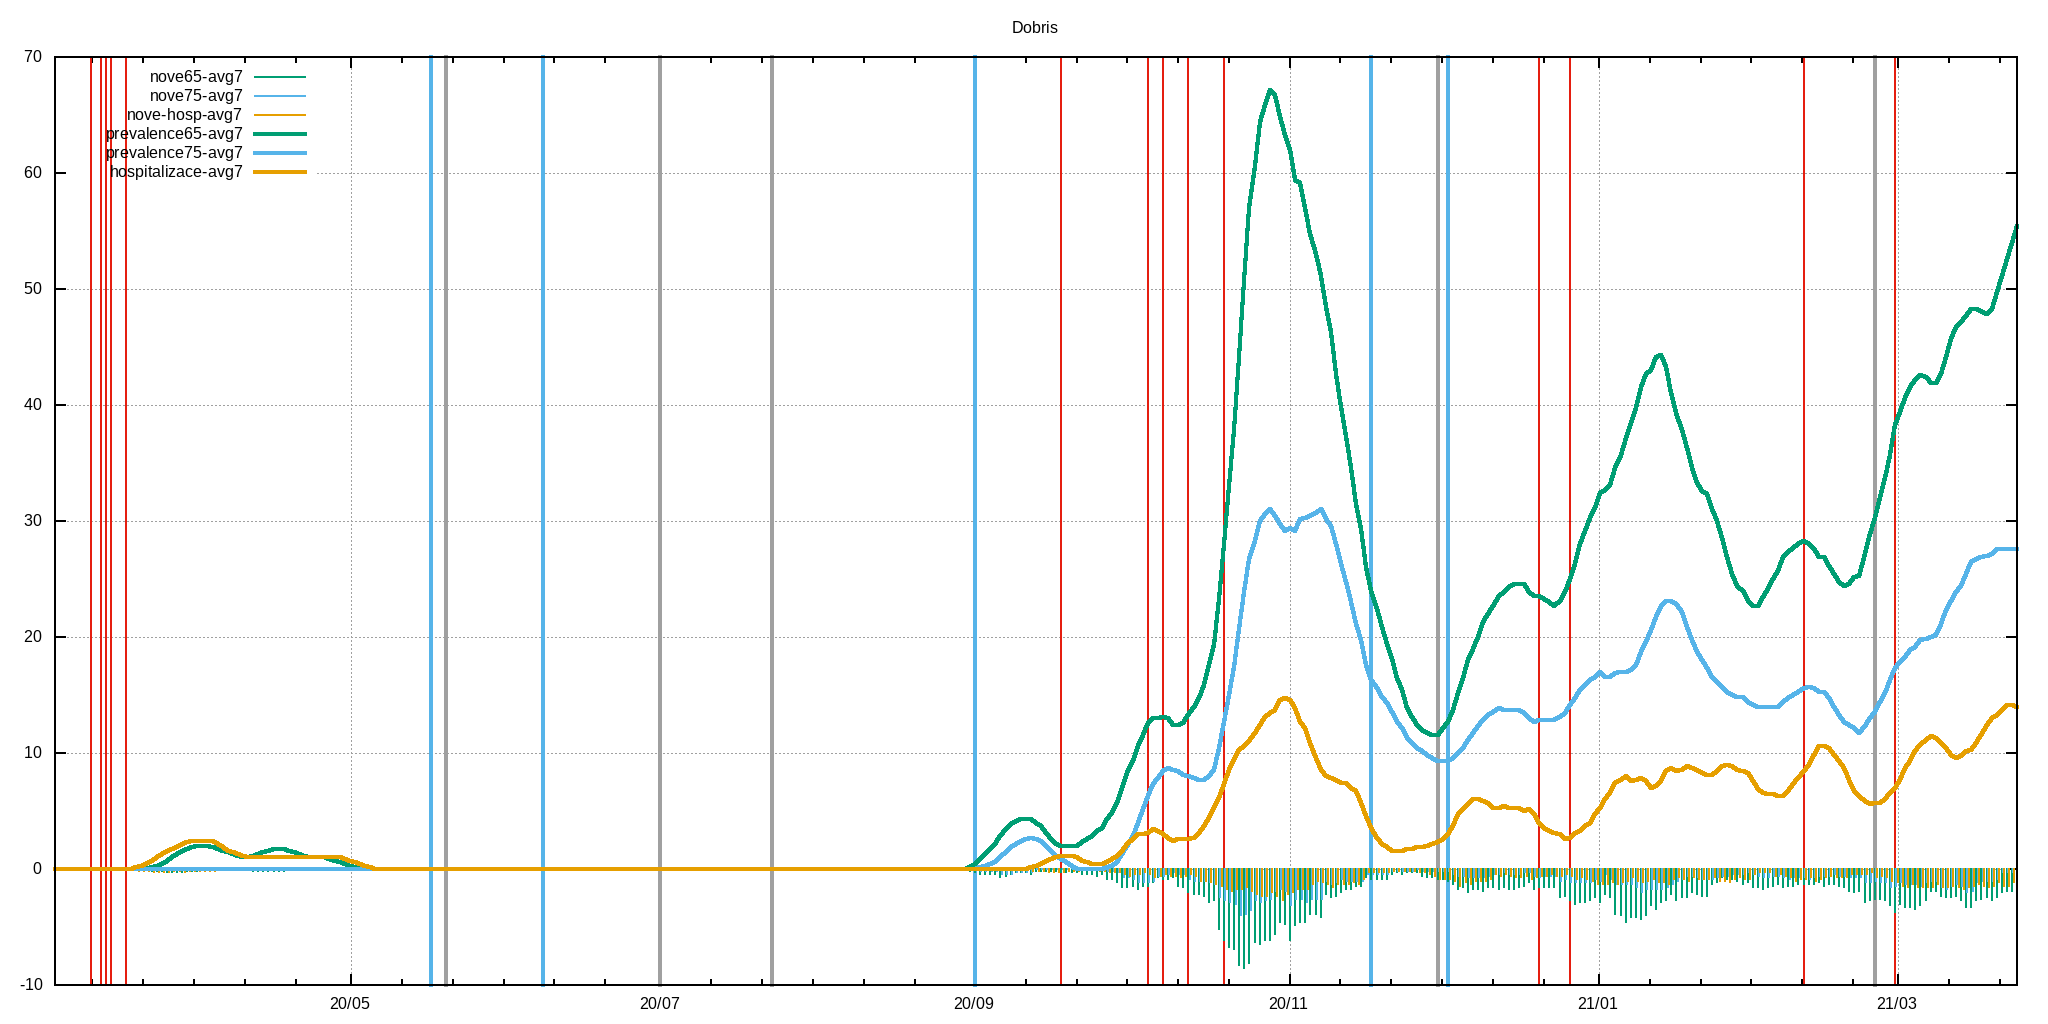 Dobris
70
60
50
40
30
20
10
0
-10
nove65-avg7
nove75-avg7
nove-hosp-avg7
prevalence65-avg7
prevalence75-avg7
hospitalizace-avg7
20/05
20/07
20/09
20/11
21/01
21/03